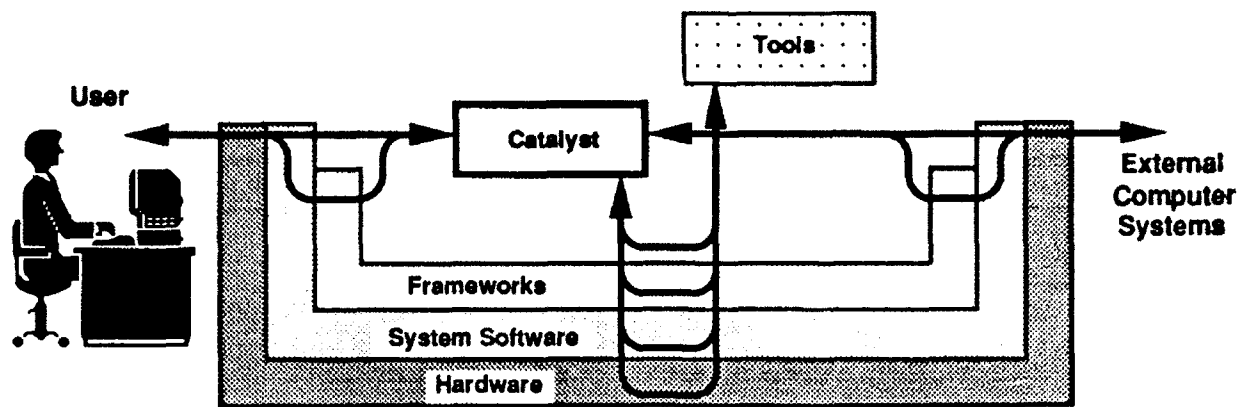 Tools
User
Catalyst
External
Computer
Systems
Frameworks
System Software
Hardware